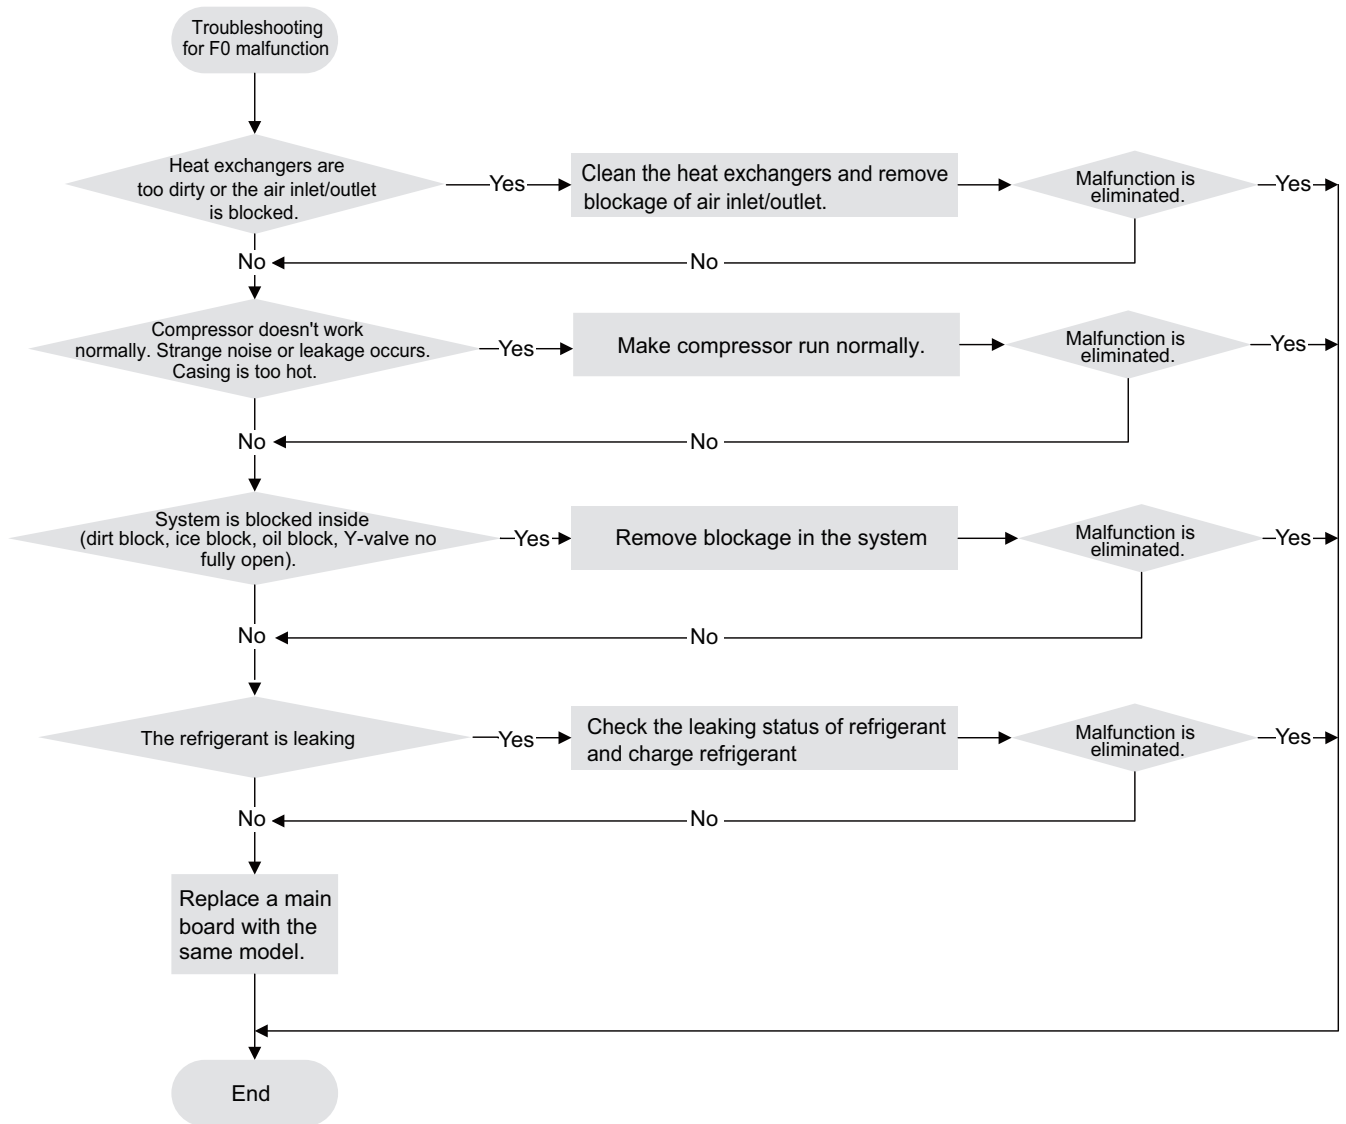 Troubleshooting
for F0 malfunction
Heat exchangers are
too dirty or the air inlet/outlet
is blocked.
Yes
Clean the heat exchangers and remove
blockage of air inlet/outlet.
Malfunction is
eliminated.
Yes
No
No
Compressor doesn't work
normally. Strange noise or leakage occurs.
Casing is too hot.
Yes
Make compressor run normally.
Malfunction is
eliminated.
Yes
No
No
System is blocked inside
(dirt block, ice block, oil block, Y-valve no
fully open).
Yes
Remove blockage in the system
Malfunction is
eliminated.
Yes
No
No
The refrigerant is leaking
Yes
Check the leaking status of refrigerant
and charge refrigerant
Malfunction is
eliminated.
Yes
No
No
Replace a main
board with the
same model.
End